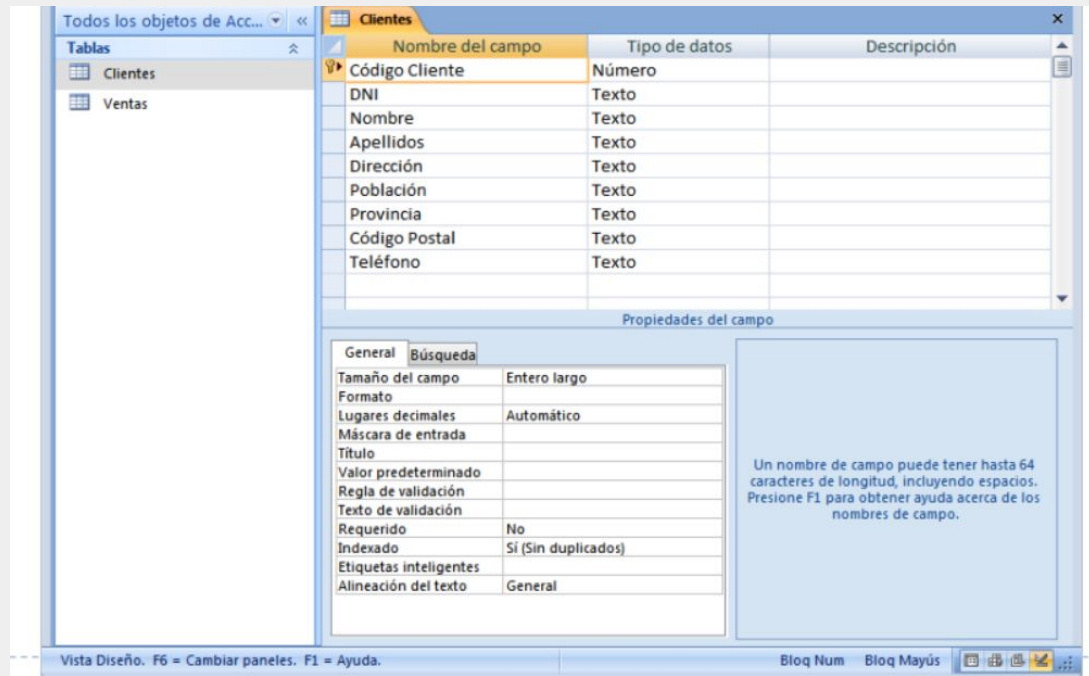 Todos los objetos de Acc...
Tablas
Clientes
Ventas
Clientes
Nombre del campo Tipo de datos Descripción
Código Cliente Número
DNI Texto
Nombre Texto
Apellidos Texto
Dirección Texto
Población Texto
Provincia Texto
Código Postal Texto
Teléfono Texto
Propiedades del campo
General Búsqueda
Tamaño del campo Entero largo
Formato
Lugares decimales Automático
Máscara de entrada
Título
Valor predeterminado
Regla de validación
Texto de validación
Requerido No
Indexado Sí (Sin duplicados)
Etiquetas inteligentes
Alineación del texto General
Un nombre de campo puede tener hasta 64
caracteres de longitud, incluyendo espacios.
Presione F1 para obtener ayuda acerca de los
nombres de campo.
Vista Diseño. F6 = Cambiar paneles. F1 = Ayuda. Bloq Num Bloq Mayús